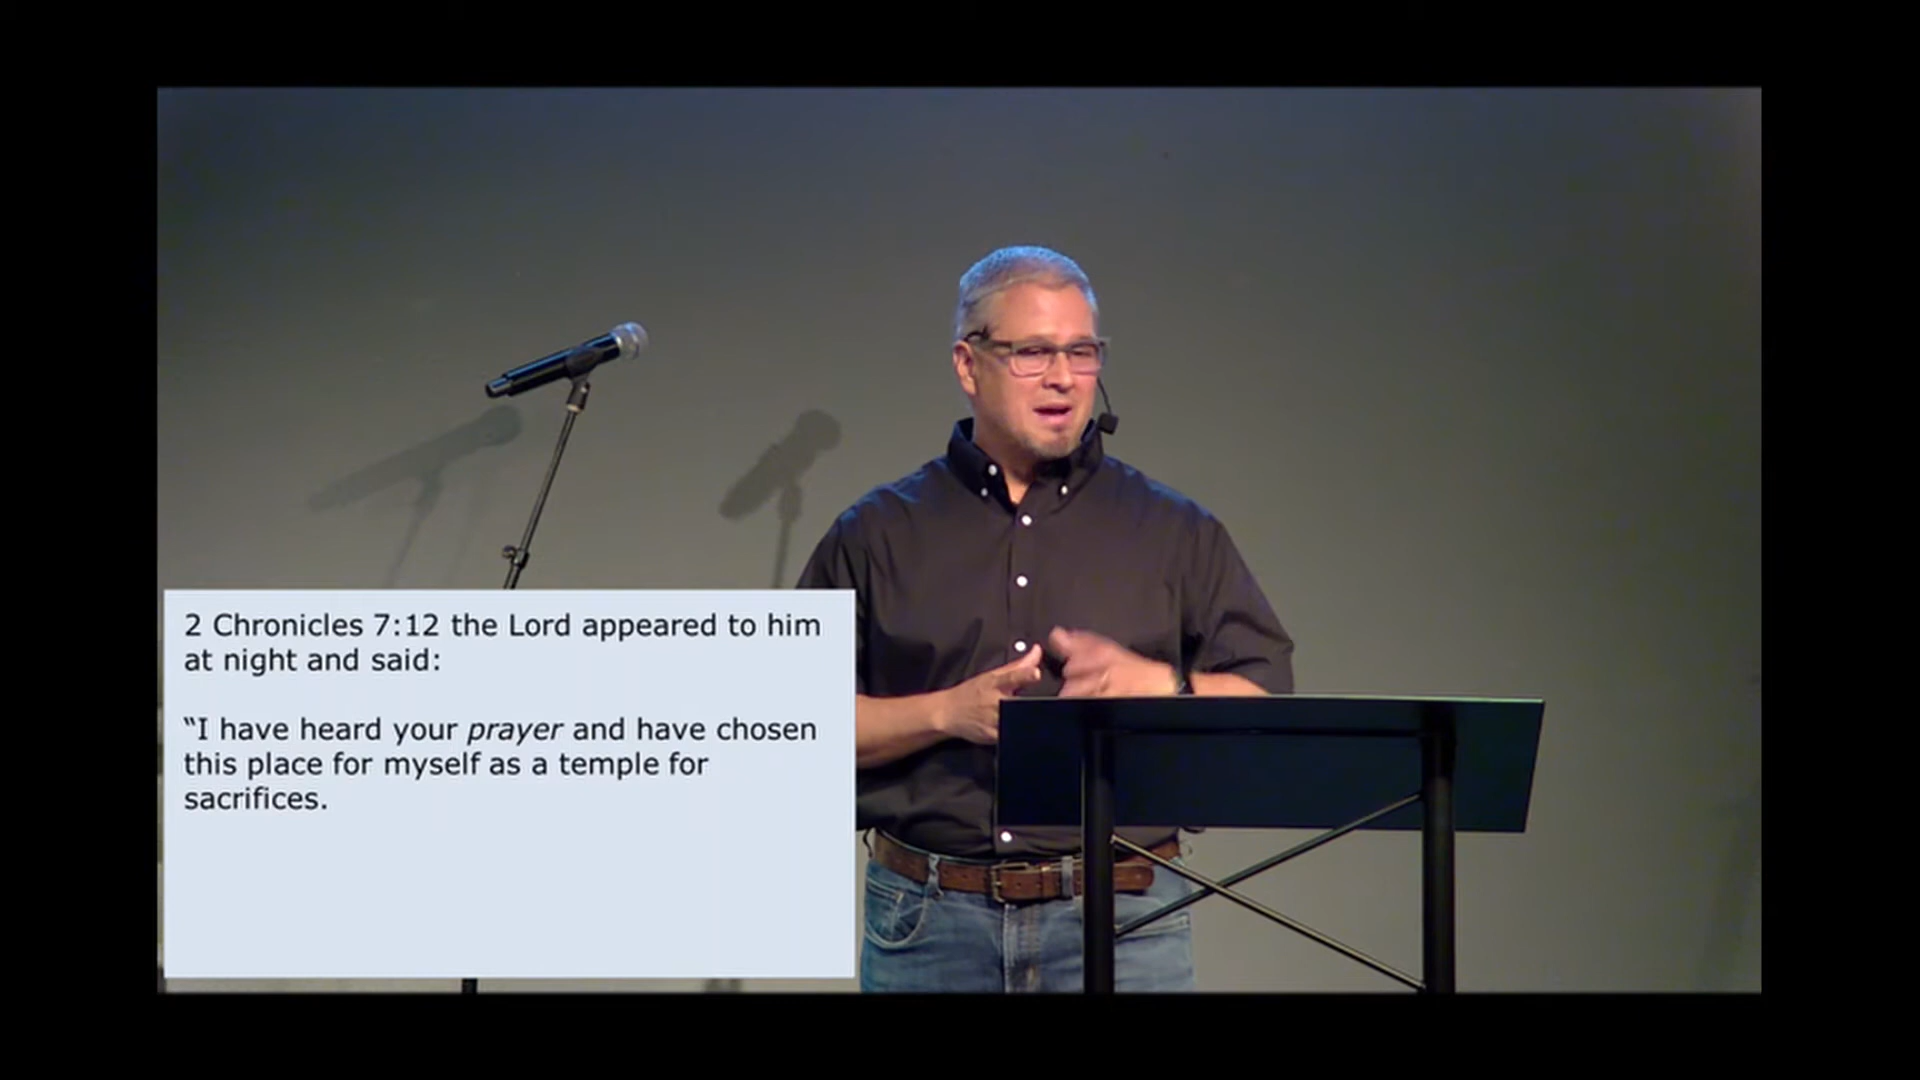 2 Chronicles 7:12 the Lord appeared to him
at night and said:
“I have heard your prayer and have chosen
this place for myself as a temple for
sacrifices.